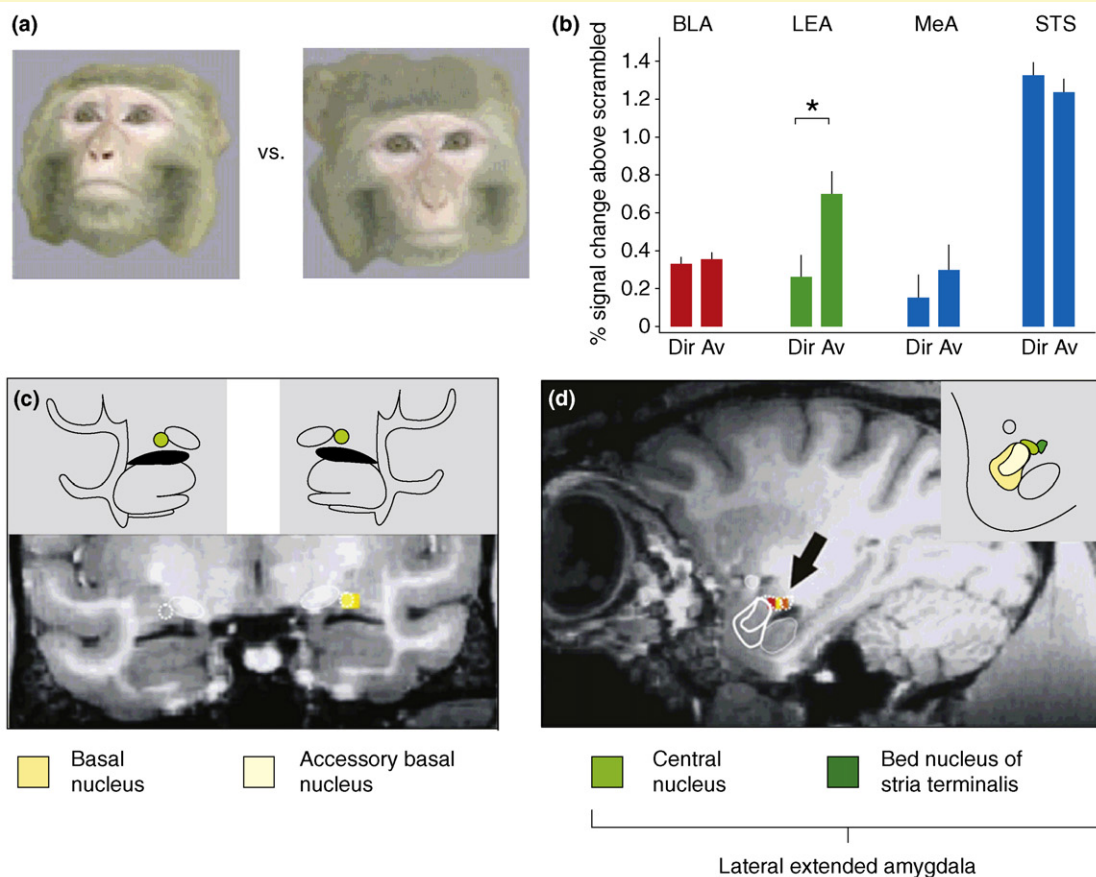 (a)
vs.
(b)
BLA LEA MeA STS
% signal change above scrambled
1.4
1.2
1.0
0.8
0.6
0.4
0.2
0
*
Dir Av Dir Av Dir Av Dir Av
(c)
(d)
Basal
nucleus
Accessory basal
nucleus
Central
nucleus
Bed nucleus of
stria terminalis
Lateral extended amygdala